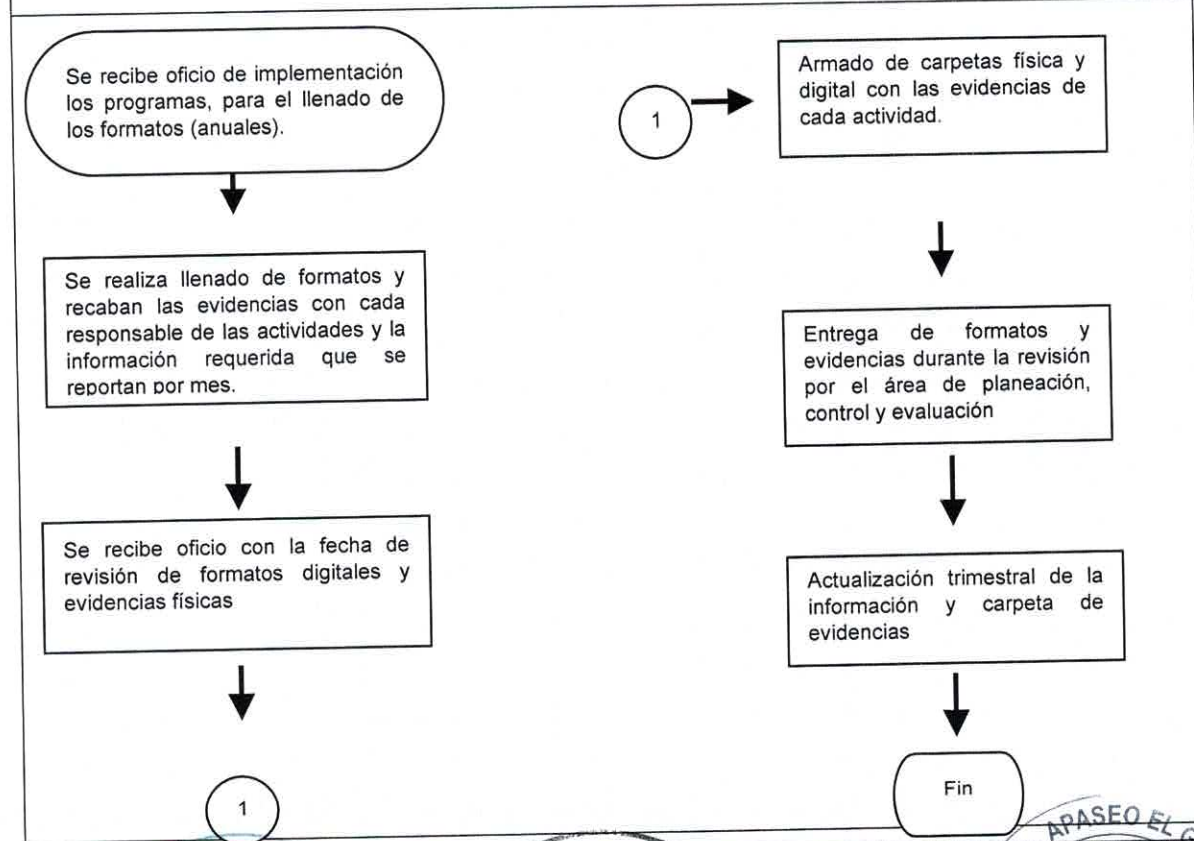 Se recibe oficio de implementación
los programas, para el llenado de
los formatos (anuales).
Se realiza llenado de formatos y
recaban las evidencias con cada
responsable de las actividades y la
información requerida que se
reportan por mes.
Se recibe oficio con la fecha de
revisión de formatos digitales y
evidencias físicas
1
1
Armado de carpetas física y
digital con las evidencias de
cada actividad.
Entrega de formatos y
evidencias durante la revisión
por el área de planeación,
control y evaluación
Actualización trimestral de la
información y carpeta de
evidencias
Fin
APASEO EL G